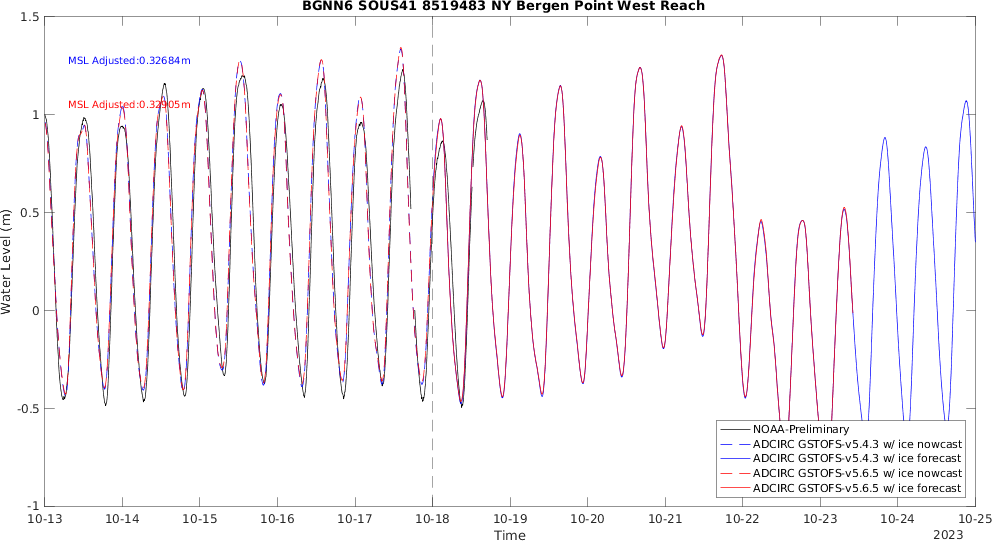 BGNN6 SOUS41 8519483 NY Bergen Point West Reach
1.5
MSL Adjusted:0.32684m
MSL Adjusted:0.32905m
1
0.5
0
-0.5
-1
Water Level (m)
NOAA-Preliminary
ADCIRC GSTOFS-v5.4.3 w/ ice nowcast
ADCIRC GSTOFS-v5.4.3 w/ ice forecast
ADCIRC GSTOFS-v5.6.5 w/ ice nowcast
ADCIRC GSTOFS-v5.6.5 w/ ice forecast
10-13 10-14 10-15 10-16 10-17 10-18 10-19 10-20 10-21 10-22 10-23 10-24 10-25
Time
2023